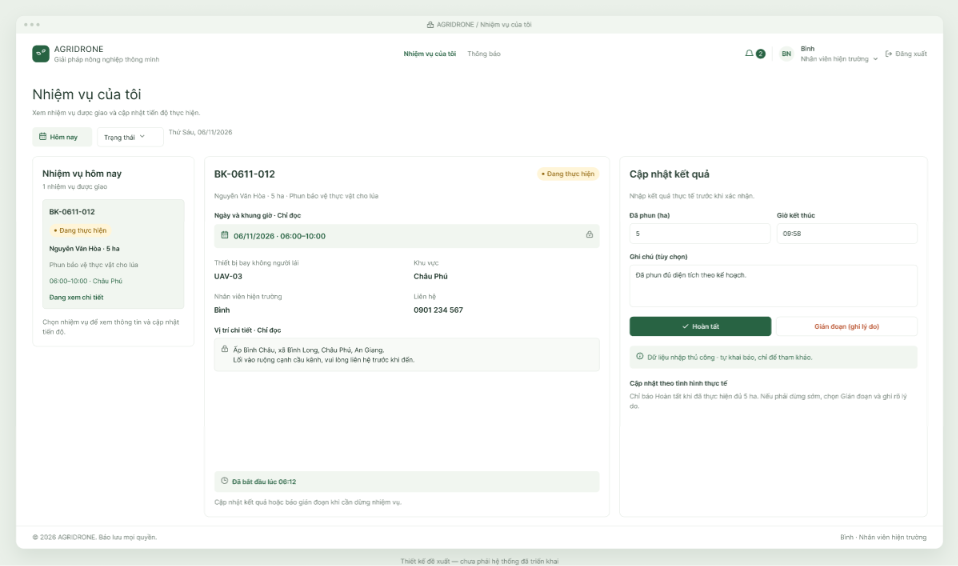 AGRIDRONE / Nhiệm vụ của tôi
AGRIDRONE
Giải pháp nông nghiệp thông minh
Nhiệm vụ của tôi
Thông báo
2
BN
Bình
Nhân viên hiện trường
Đăng xuất
Nhiệm vụ của tôi
Xem nhiệm vụ được giao và cập nhật tiến độ thực hiện.
Hôm nay
Trạng thái
Thứ Sáu, 06/11/2026
Nhiệm vụ hôm nay
1 nhiệm vụ được giao
BK-0611-012
• Đang thực hiện
Nguyễn Văn Hòa · 5 ha
Phun bảo vệ thực vật cho lúa
06:00-10:00 · Châu Phú
Đang xem chi tiết
Chọn nhiệm vụ để xem thông tin và cập nhật
tiến độ.
BK-0611-012
• Đang thực hiện
Nguyễn Văn Hòa · 5 ha · Phun bảo vệ thực vật cho lúa
Ngày và khung giờ · Chỉ đọc
06/11/2026 · 06:00–10:00
Thiết bị bay không người lái
Khu vực
UAV-03
Châu Phú
Nhân viên hiện trường
Liên hệ
Bình
0901 234 567
Vị trí chi tiết · Chỉ đọc
Ấp Bình Châu, xã Bình Long, Châu Phú, An Giang.
Lối vào ruộng cạnh cầu kênh, vui lòng liên hệ trước khi đến.
Đã bắt đầu lúc 06:12
Cập nhật kết quả hoặc báo gián đoạn khi cần dừng nhiệm vụ.
Cập nhật kết quả
Nhập kết quả thực tế trước khi xác nhận.
Đã phun (ha)
Giờ kết thúc
5
09:58
Ghi chú (tùy chọn)
Đã phun đủ diện tích theo kế hoạch.
Hoàn tất
Gián đoạn (ghi lý do)
Dữ liệu nhập thủ công · tự khai báo, chỉ để tham khảo.
Cập nhật theo tình hình thực tế
Chỉ báo Hoàn tất khi đã thực hiện đủ 5 ha. Nếu phải dừng sớm, chọn Gián đoạn và ghi rõ lý
do.
© 2026 AGRIDRONE. Bảo lưu mọi quyền.
Bình · Nhân viên hiện trường
Thiết kế đề xuất — chưa phải hệ thống đã triển khai